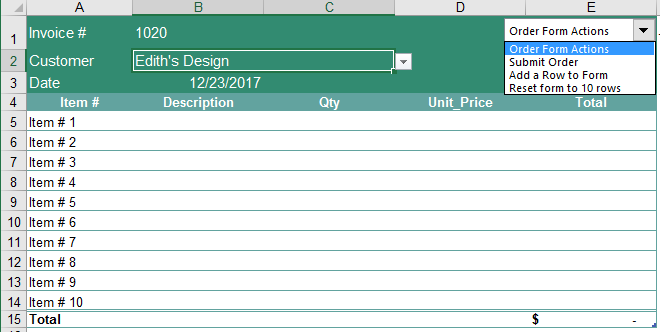 A B C D E
1 Invoice # 1020 Order Form Actions
Order Form Actions
2 Customer Edith's Design Submit Order
Add a Row to Form
3 Date 12/23/2017 Reset form to 10 rows
4 Item # Description Qty Unit_Price Total
5 Item # 1
6 Item # 2
7 Item # 3
8 Item # 4
9 Item # 5
10 Item # 6
11 Item # 7
12 Item # 8
13 Item # 9
14 Item # 10
15 Total $ -